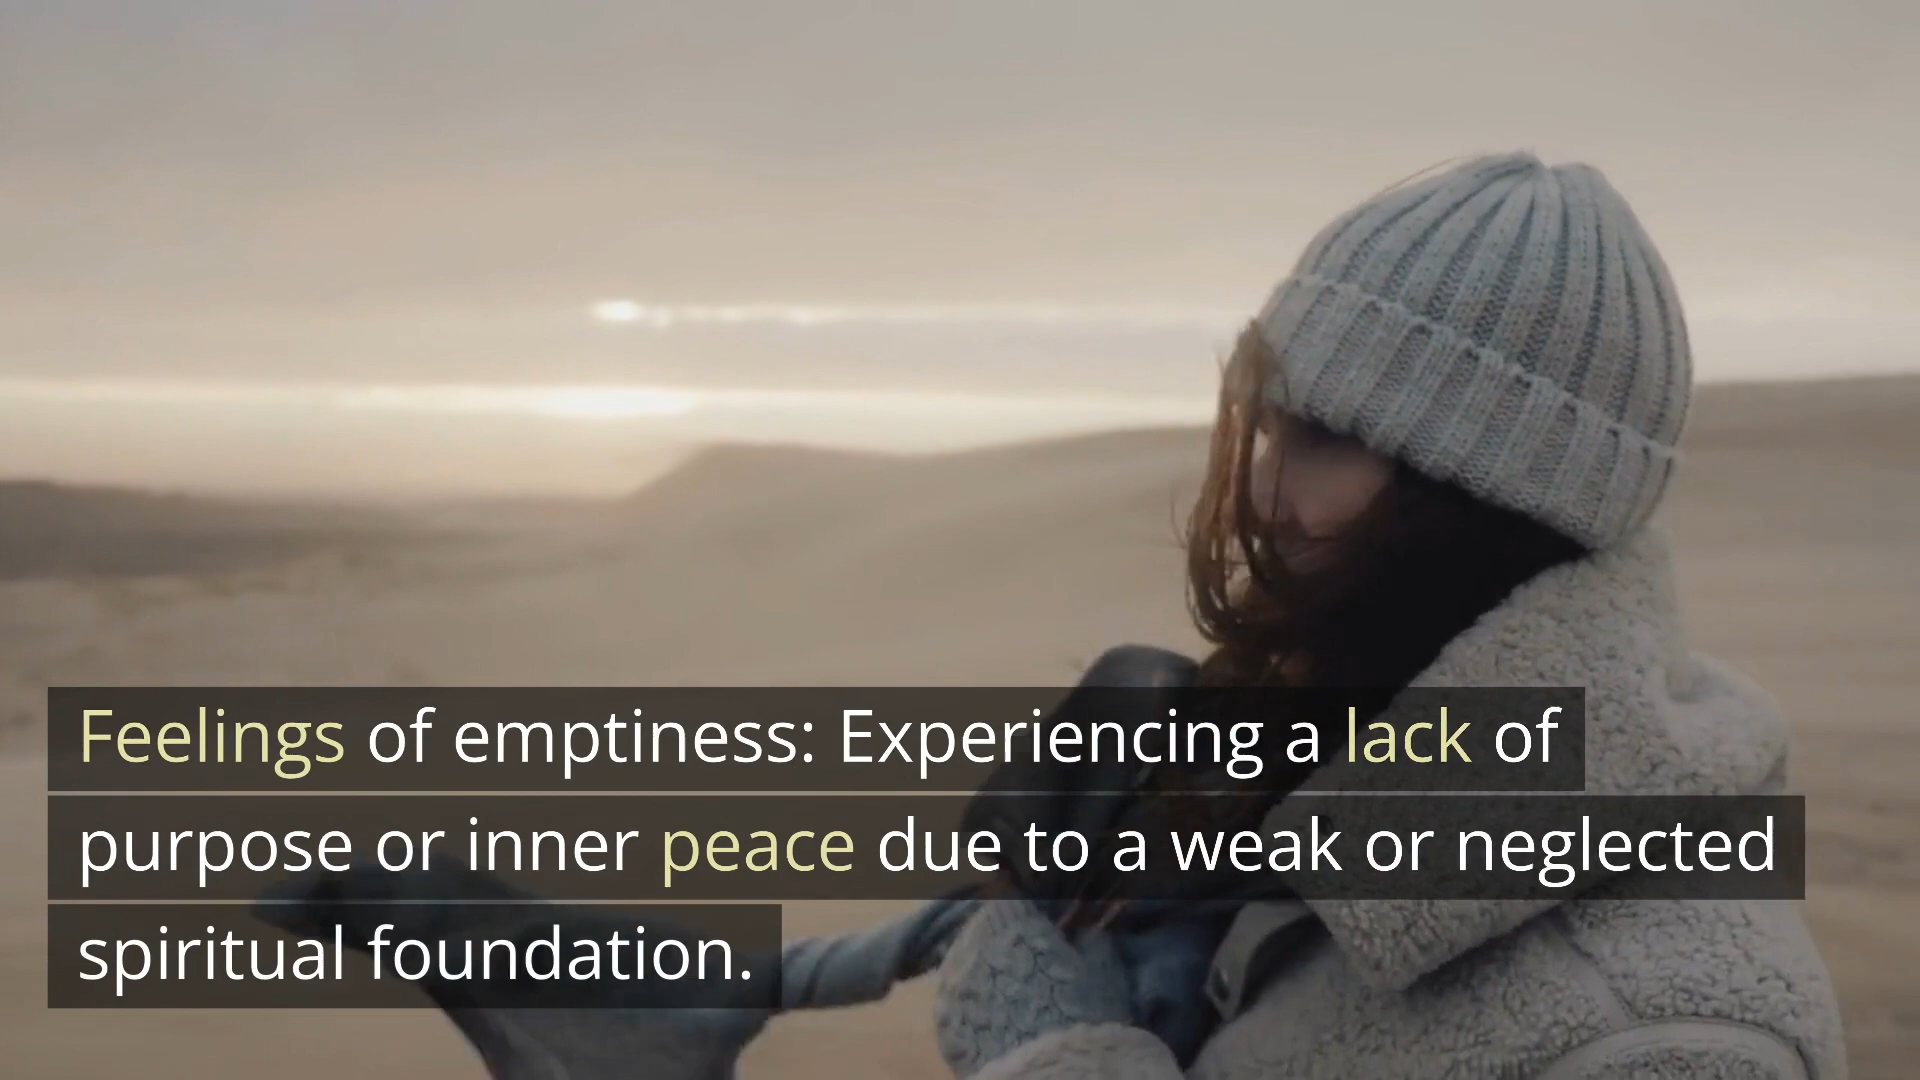 Feelings of emptiness: Experiencing a lack of
purpose or inner peace due to a weak or neglected
spiritual foundation.